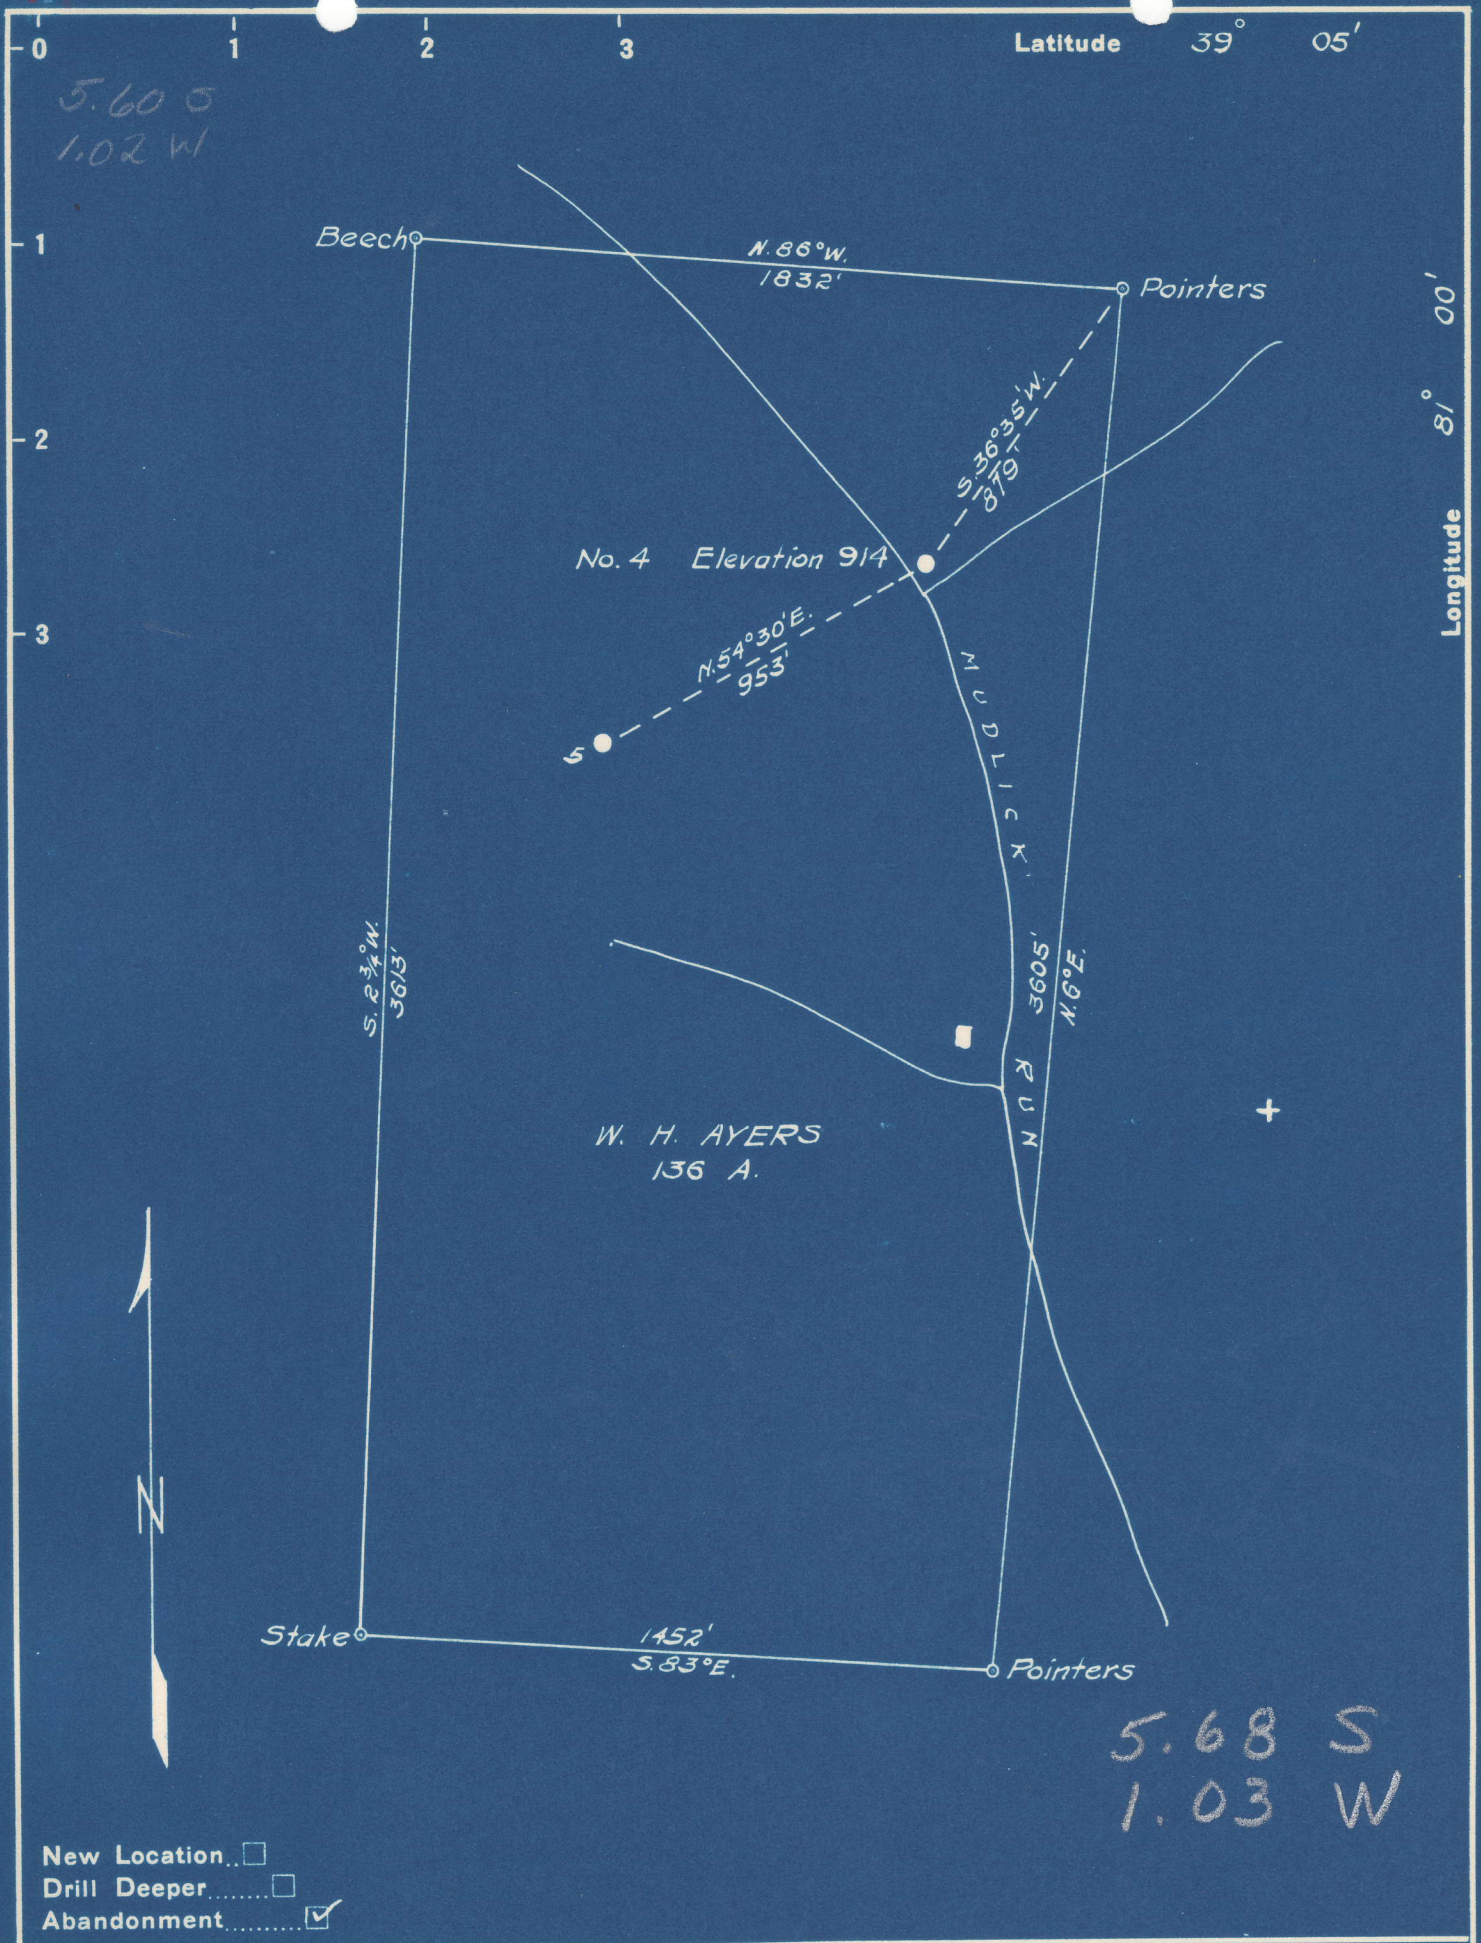 0 1 2 3 Latitude 39° 05'
5.60 S
1.02 W
1
Beech
N. 86° W.
1832'
Pointers
Longitude 81° 00'
2
S. 36° 35' W.
879'
No. 4 Elevation 914
3
N. 54° 30' E.
953'
5
MUDLICK RUN
S. 2 3/4° W.
3613'
3605'
N. 6° E.
W. H. AYERS
136 A.
N
Stake
1452'
S. 83° E.
Pointers
5.68 S
1.03 W
New Location..
Drill Deeper.......
Abandonment.........